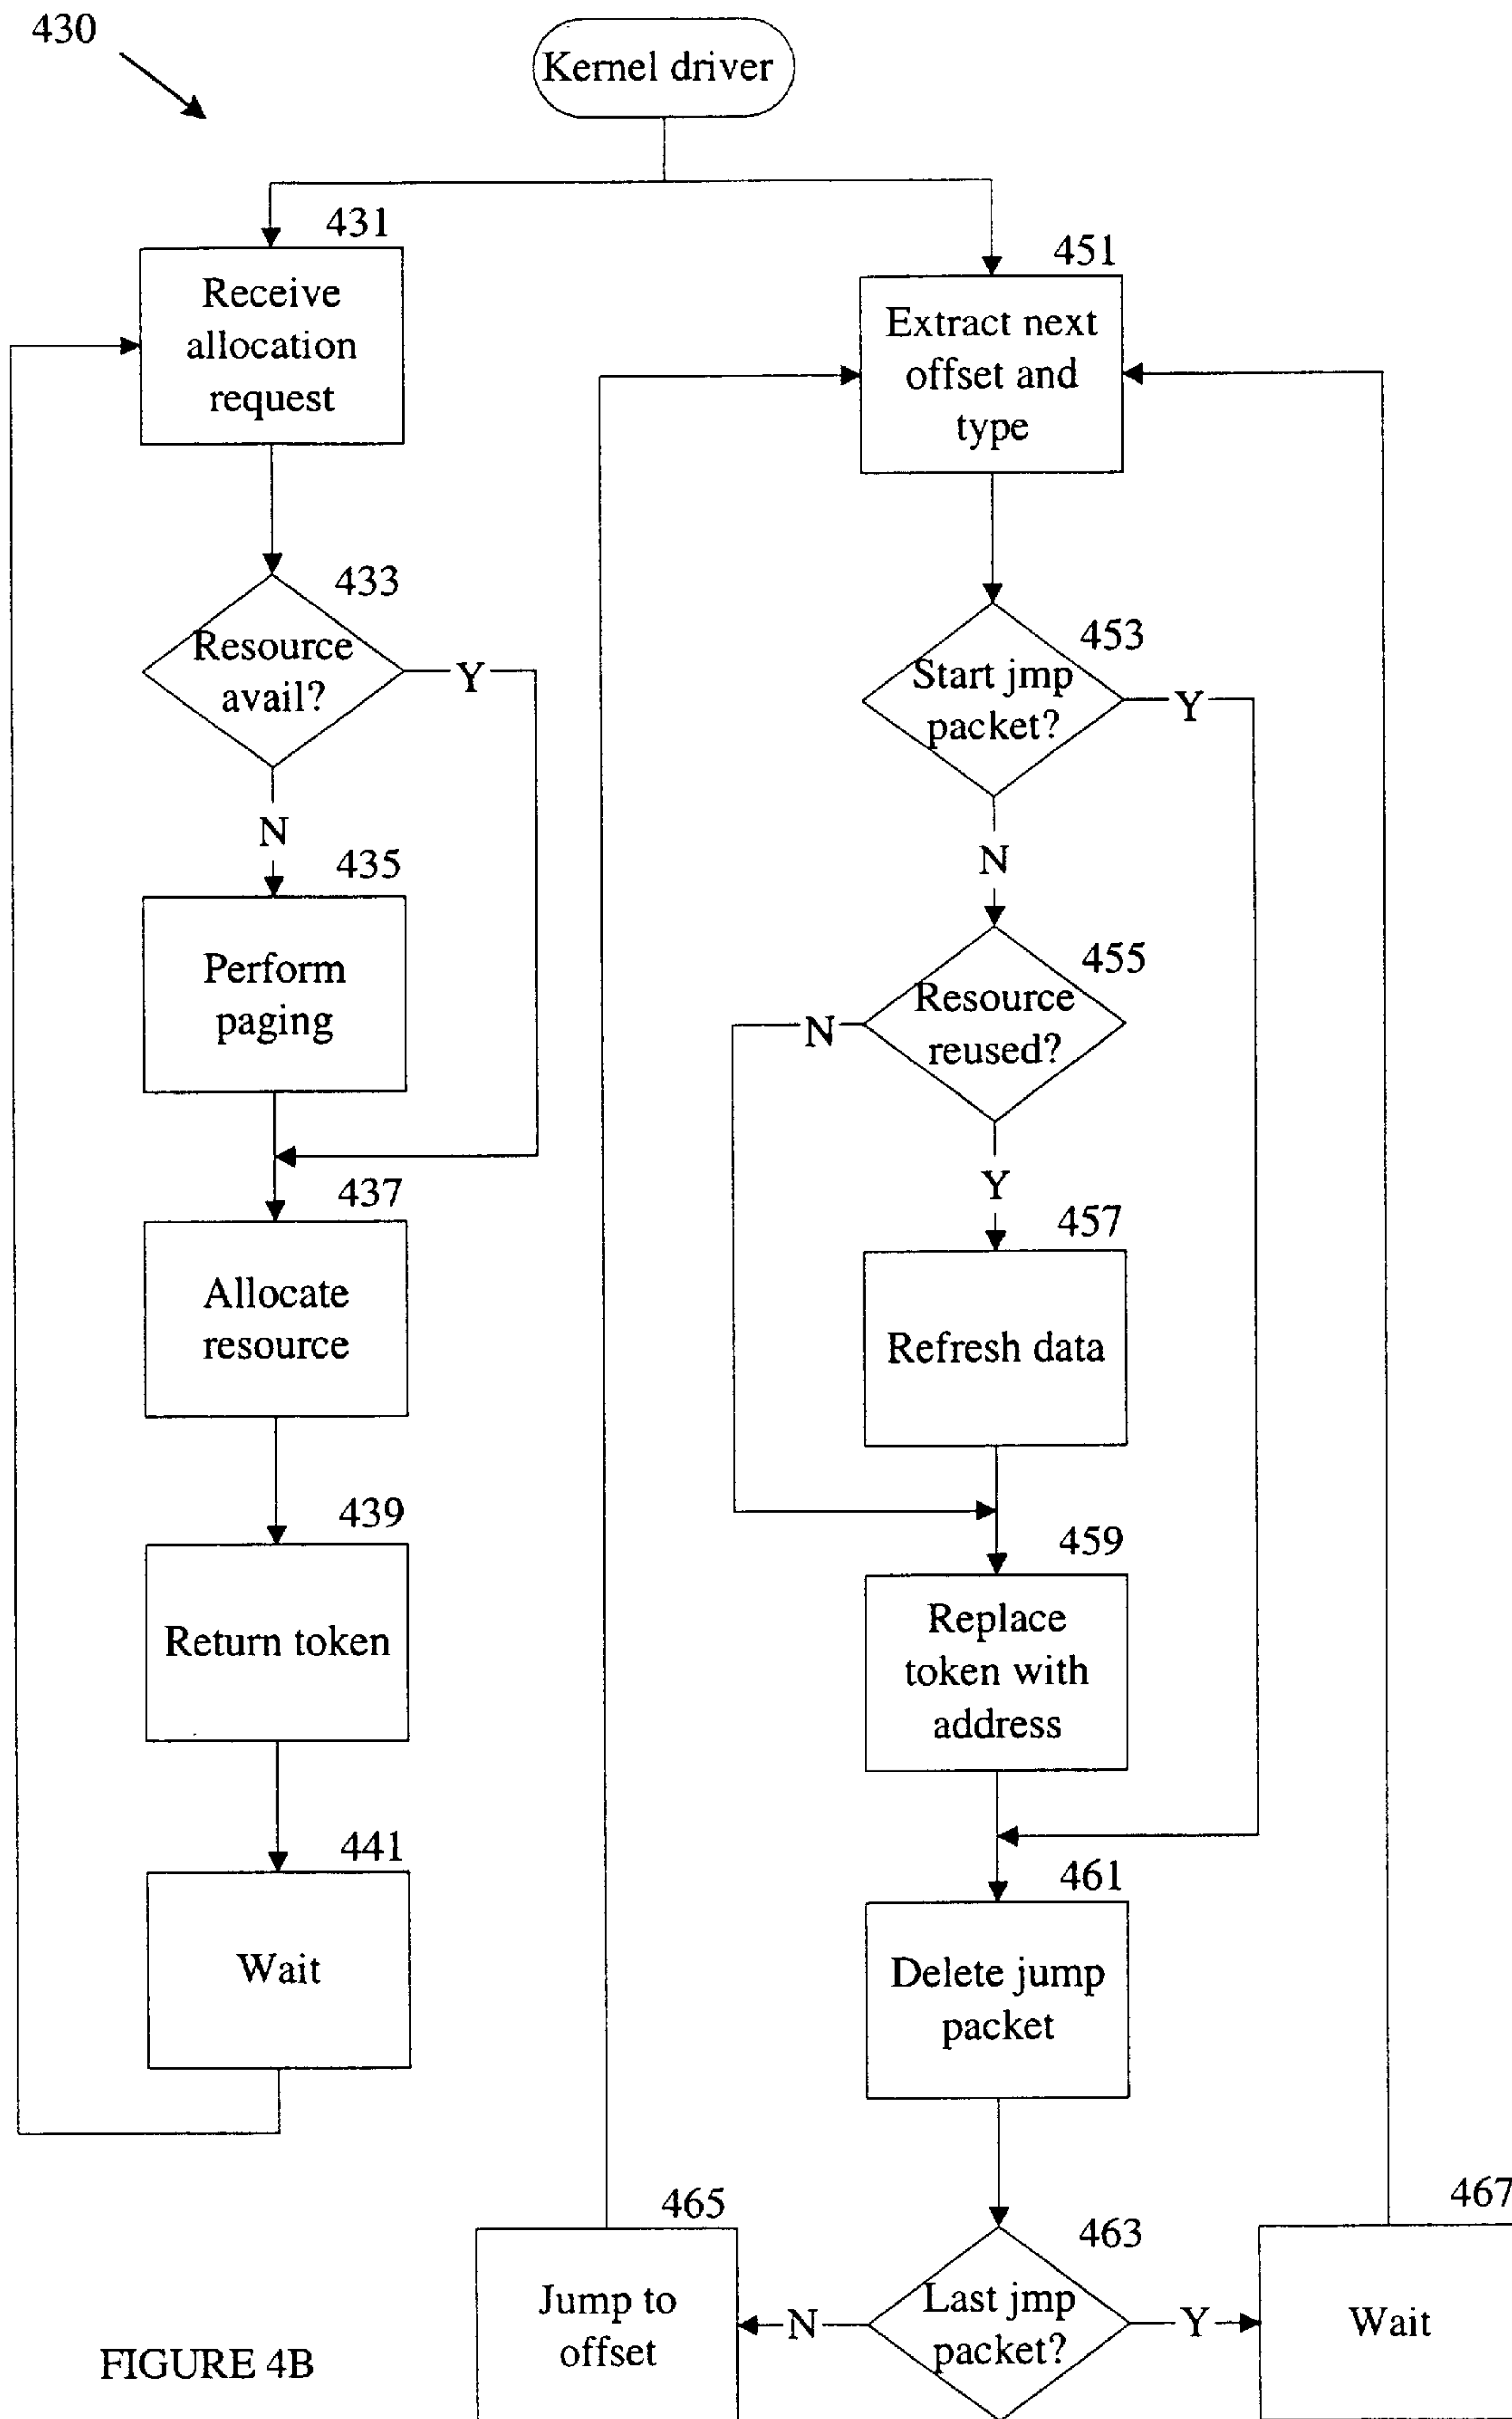 430
Kernel driver
431
Receive
allocation
request
433
Resource
avail?
Y
N
435
Perform
paging
437
Allocate
resource
439
Return token
441
Wait
451
Extract next
offset and
type
453
Start jmp
packet?
Y
N
455
Resource
reused?
N
Y
457
Refresh data
459
Replace
token with
address
461
Delete jump
packet
463
Last jmp
packet?
N
Y
465
Jump to
offset
467
Wait
FIGURE 4B